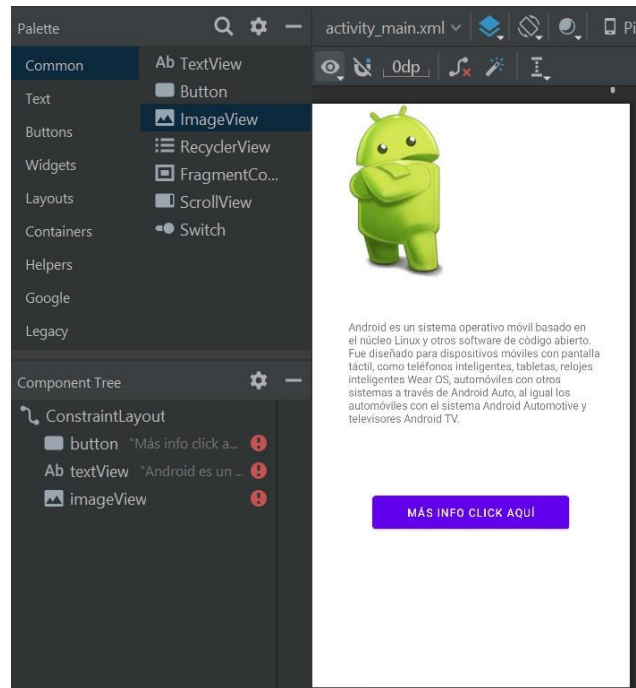 Palette
activity_main.xml
Pi
Common
Text
Buttons
Widgets
Layouts
Containers
Helpers
Google
Legacy
Ab TextView
Button
ImageView
RecyclerView
FragmentCo...
ScrollView
Switch
0dp
Component Tree
ConstraintLayout
button "Más info click a...
Ab textView "Android es un ...
imageView
Android es un sistema operativo móvil basado en
el núcleo Linux y otros software de código abierto.
Fue diseñado para dispositivos móviles con pantalla
táctil, como teléfonos inteligentes, tabletas, relojes
inteligentes Wear OS, automóviles con otros
sistemas a través de Android Auto, al igual los
automóviles con el sistema Android Automotive y
televisores Android TV.
MÁS INFO CLICK AQUÍ